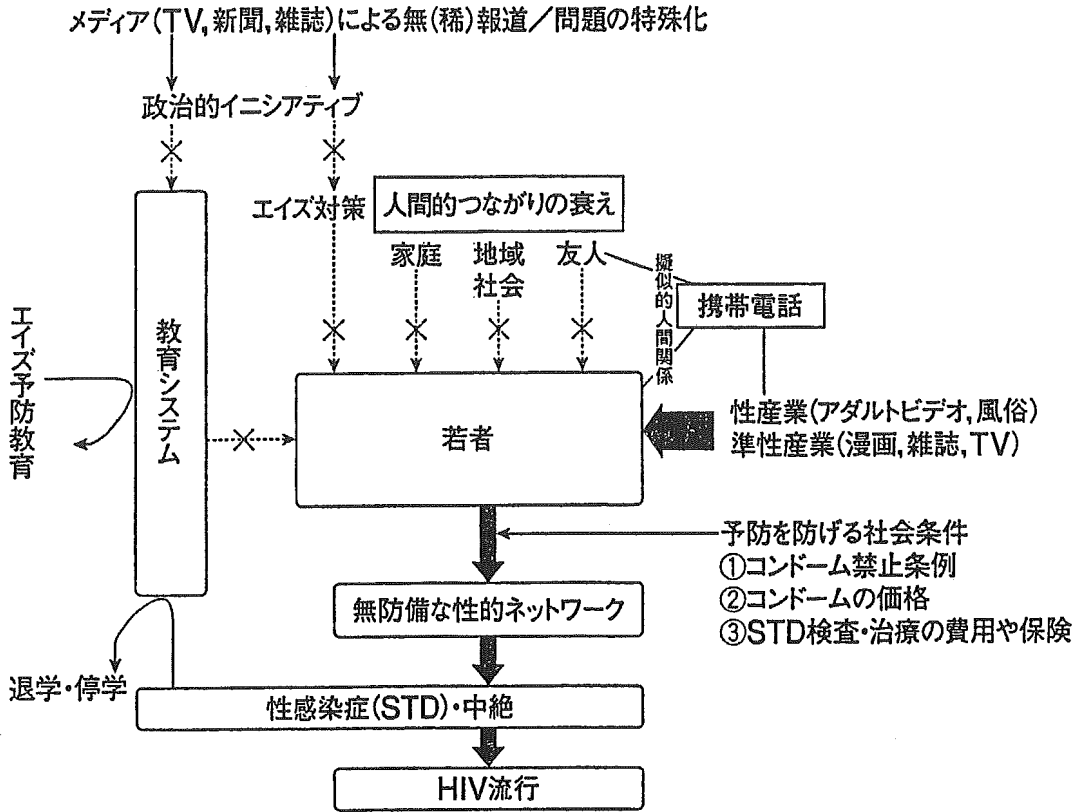 メディア(TV,新聞,雑誌)による無(稀)報道/問題の特殊化
政治的イニシアティブ
エイズ対策
人間的つながりの衰え
家庭
地域
社会
友人
擬似的人間関係
携帯電話
エイズ予防教育
教育システム
若者
性産業(アダルトビデオ,風俗)
準性産業(漫画,雑誌,TV)
予防を防げる社会条件
①コンドーム禁止条例
②コンドームの価格
③STD検査・治療の費用や保険
無防備な性的ネットワーク
退学・停学
性感染症(STD)・中絶
HIV流行